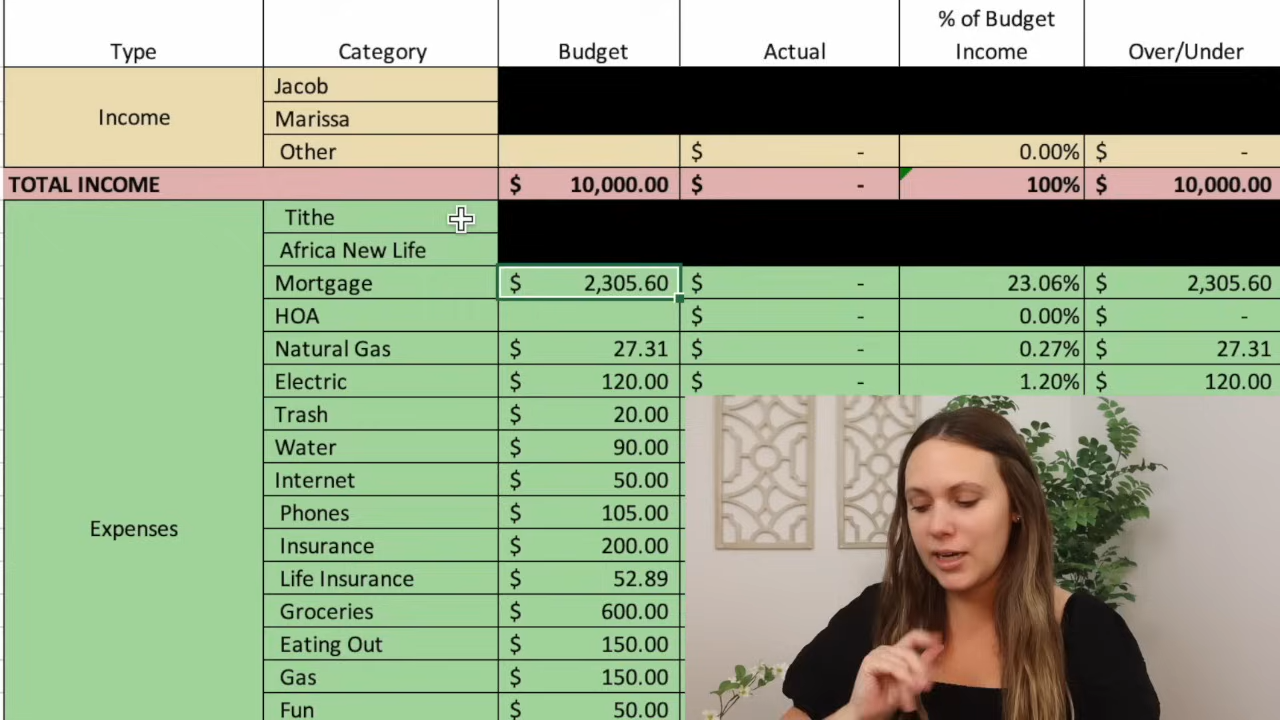 Type Category Budget Actual % of Budget Income Over/Under
Income
Jacob
Marissa
Other $ - 0.00% $ -
TOTAL INCOME $ 10,000.00 $ - 100% $ 10,000.00
Expenses
Tithe
Africa New Life
Mortgage $ 2,305.60 $ - 23.06% $ 2,305.60
HOA $ - 0.00% $ -
Natural Gas $ 27.31 $ - 0.27% $ 27.31
Electric $ 120.00 $ - 1.20% $ 120.00
Trash $ 20.00
Water $ 90.00
Internet $ 50.00
Phones $ 105.00
Insurance $ 200.00
Life Insurance $ 52.89
Groceries $ 600.00
Eating Out $ 150.00
Gas $ 150.00
Fun $ 50.00